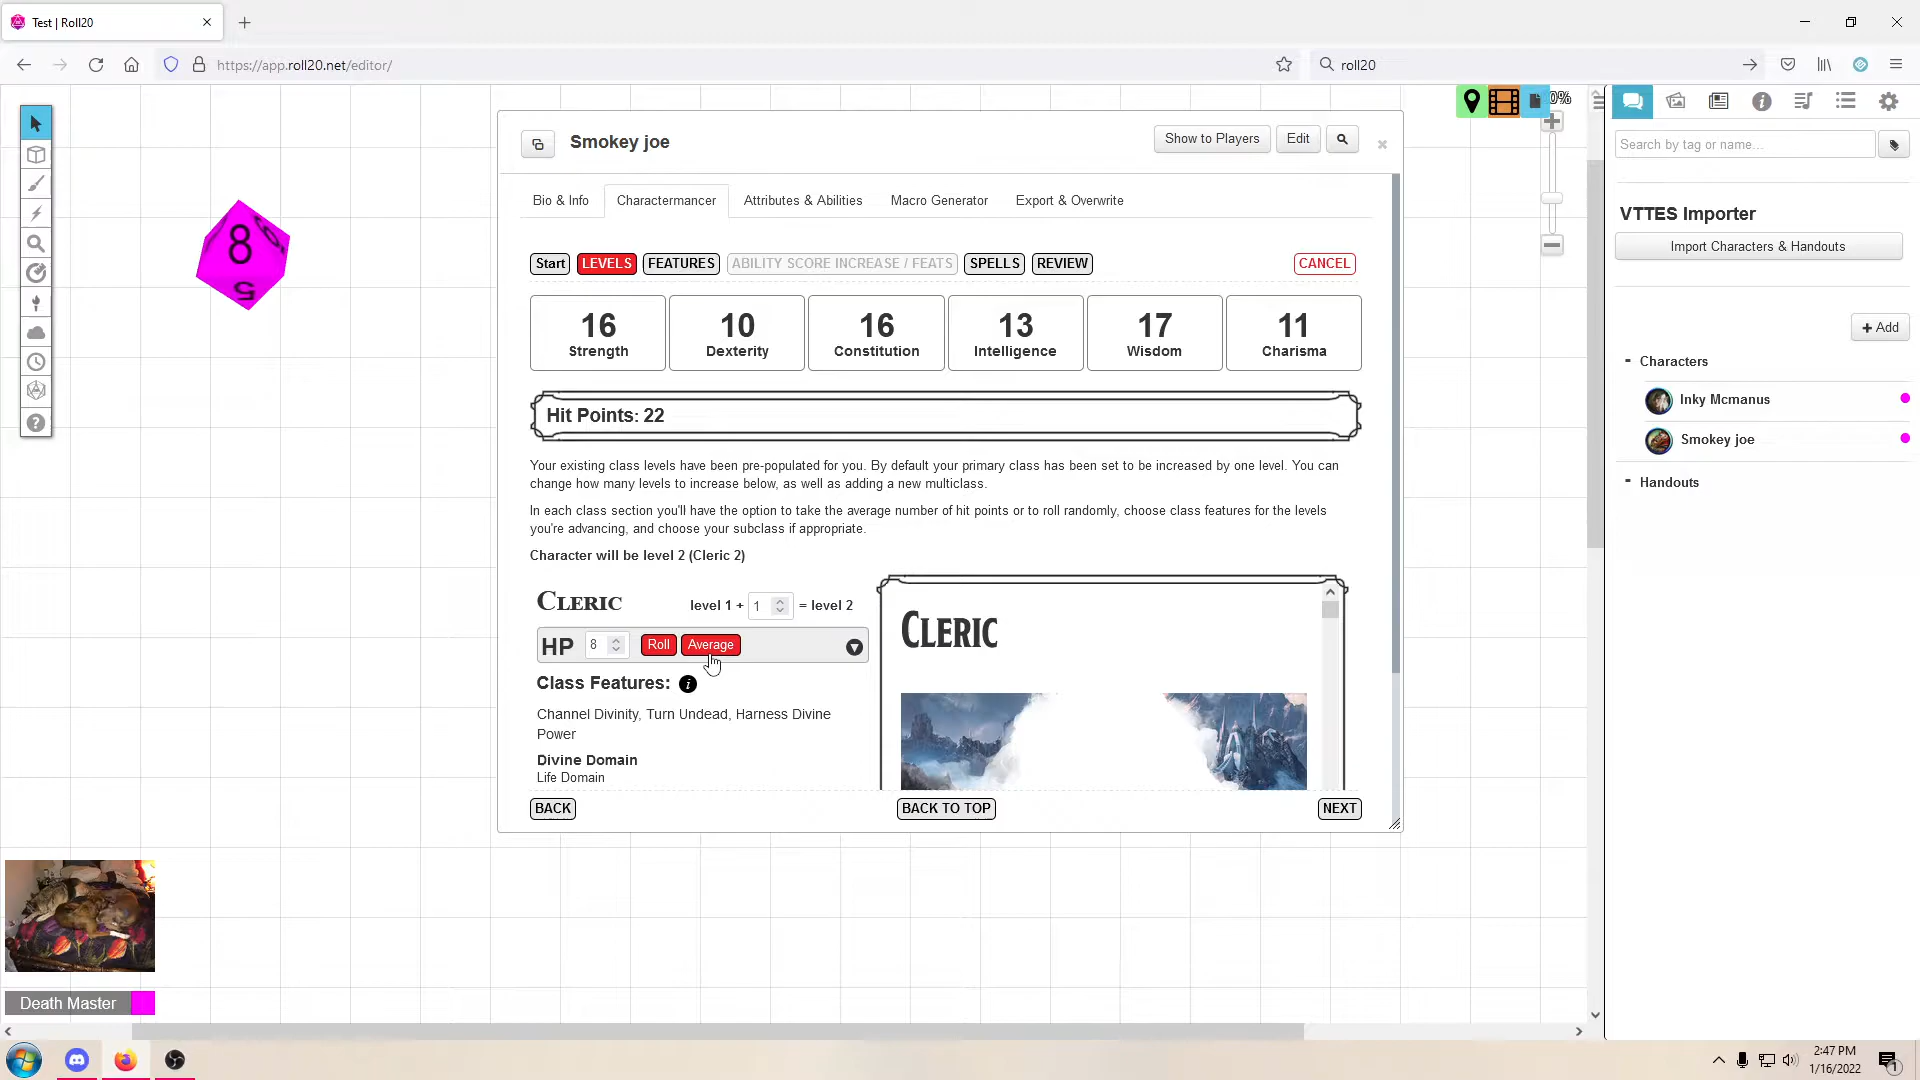 Test | Roll20
https://app.roll20.net/editor/
roll20
8
5
Smokey joe
Show to Players
Edit
Bio & Info
Charactermancer
Attributes & Abilities
Macro Generator
Export & Overwrite
Start
LEVELS
FEATURES
ABILITY SCORE INCREASE / FEATS
SPELLS
REVIEW
CANCEL
16
Strength
10
Dexterity
16
Constitution
13
Intelligence
17
Wisdom
11
Charisma
Hit Points: 22
Your existing class levels have been pre-populated for you. By default your primary class has been set to be increased by one level. You can
change how many levels to increase below, as well as adding a new multiclass.
In each class section you'll have the option to take the average number of hit points or to roll randomly, choose class features for the levels
you're advancing, and choose your subclass if appropriate.
Character will be level 2 (Cleric 2)
Cleric
level 1 + 1 = level 2
HP 8 Roll Average
Class Features:
Channel Divinity, Turn Undead, Harness Divine
Power
Divine Domain
Life Domain
Cleric
BACK
BACK TO TOP
NEXT
Search by tag or name...
VTTES Importer
Import Characters & Handouts
+ Add
- Characters
Inky Mcmanus
Smokey joe
- Handouts
Death Master
2:47 PM
1/16/2022
1